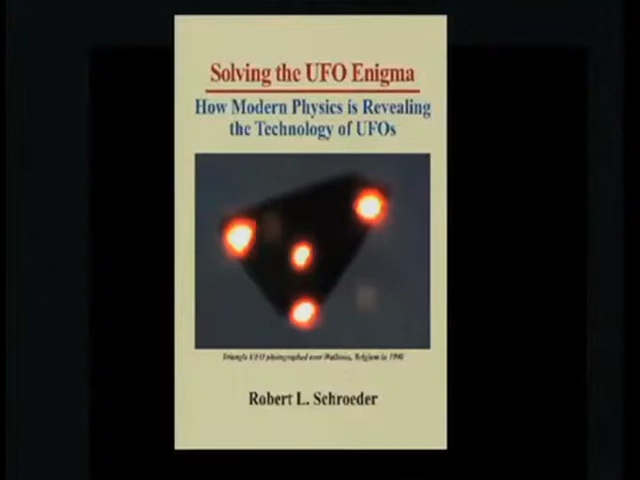 Solving the UFO Enigma
How Modern Physics is Revealing
the Technology of UFOs
Triangle UFO photographed over Wallonia, Belgium in 1990
Robert L. Schroeder